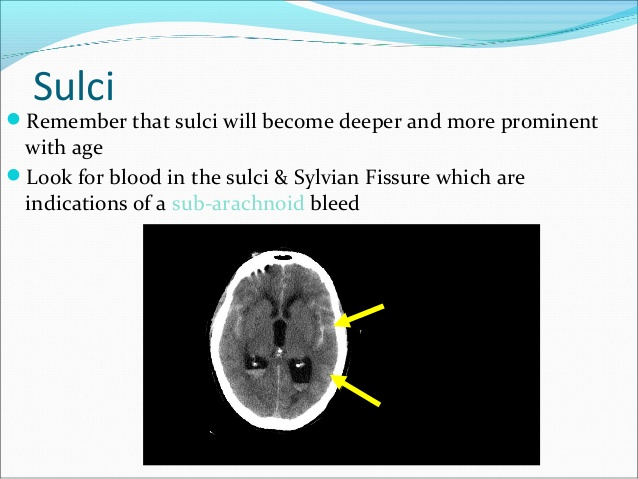 Sulci
Remember that sulci will become deeper and more prominent
with age
Look for blood in the sulci & Sylvian Fissure which are
indications of a sub-arachnoid bleed